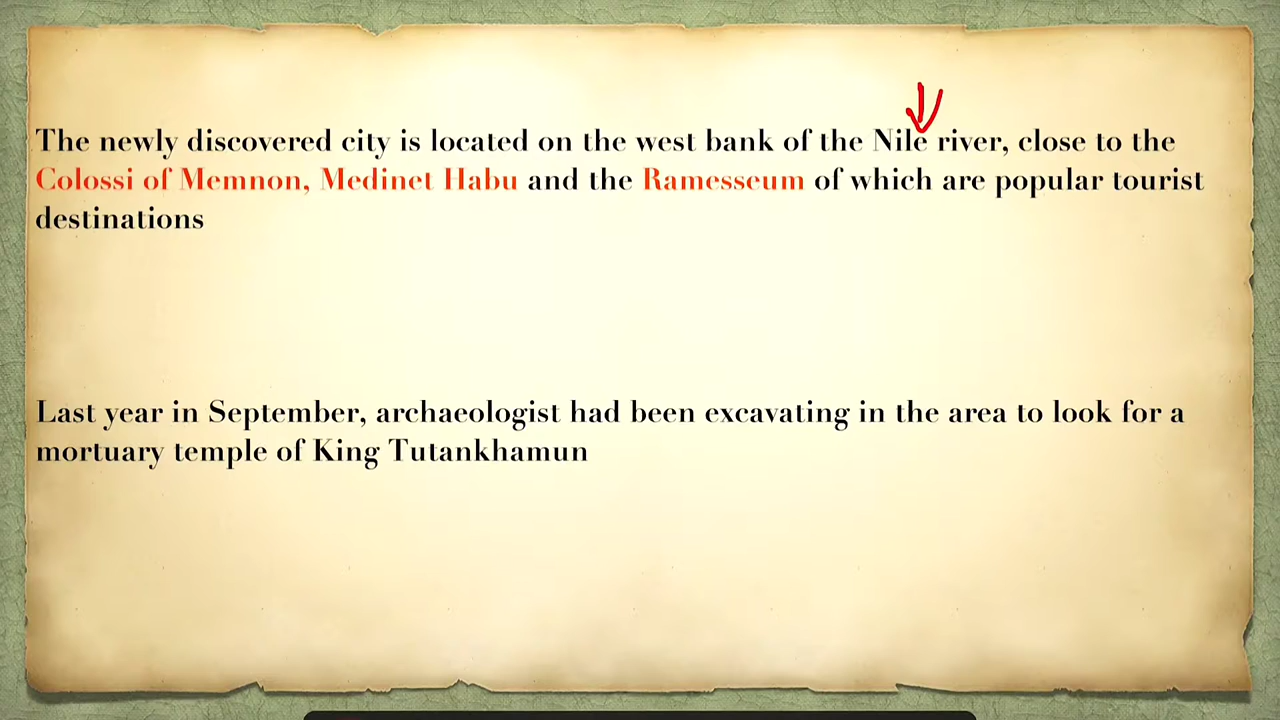 The newly discovered city is located on the west bank of the Nile river, close to the
Colossi of Memnon, Medinet Habu and the Ramesseum of which are popular tourist
destinations
Last year in September, archaeologist had been excavating in the area to look for a
mortuary temple of King Tutankhamun